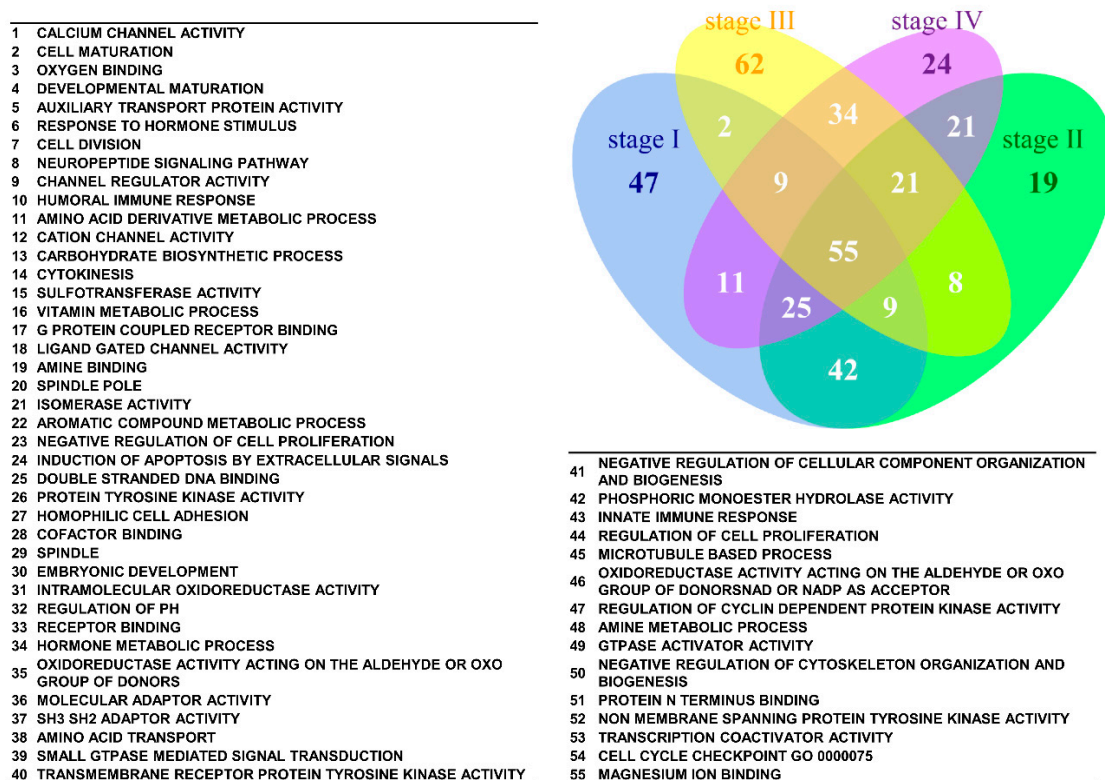 1 CALCIUM CHANNEL ACTIVITY
2 CELL MATURATION
3 OXYGEN BINDING
4 DEVELOPMENTAL MATURATION
5 AUXILIARY TRANSPORT PROTEIN ACTIVITY
6 RESPONSE TO HORMONE STIMULUS
7 CELL DIVISION
8 NEUROPEPTIDE SIGNALING PATHWAY
9 CHANNEL REGULATOR ACTIVITY
10 HUMORAL IMMUNE RESPONSE
11 AMINO ACID DERIVATIVE METABOLIC PROCESS
12 CATION CHANNEL ACTIVITY
13 CARBOHYDRATE BIOSYNTHETIC PROCESS
14 CYTOKINESIS
15 SULFOTRANSFERASE ACTIVITY
16 VITAMIN METABOLIC PROCESS
17 G PROTEIN COUPLED RECEPTOR BINDING
18 LIGAND GATED CHANNEL ACTIVITY
19 AMINE BINDING
20 SPINDLE POLE
21 ISOMERASE ACTIVITY
22 AROMATIC COMPOUND METABOLIC PROCESS
23 NEGATIVE REGULATION OF CELL PROLIFERATION
24 INDUCTION OF APOPTOSIS BY EXTRACELLULAR SIGNALS
25 DOUBLE STRANDED DNA BINDING
26 PROTEIN TYROSINE KINASE ACTIVITY
27 HOMOPHILIC CELL ADHESION
28 COFACTOR BINDING
29 SPINDLE
30 EMBRYONIC DEVELOPMENT
31 INTRAMOLECULAR OXIDOREDUCTASE ACTIVITY
32 REGULATION OF PH
33 RECEPTOR BINDING
34 HORMONE METABOLIC PROCESS
35 OXIDOREDUCTASE ACTIVITY ACTING ON THE ALDEHYDE OR OXO
GROUP OF DONORS
36 MOLECULAR ADAPTOR ACTIVITY
37 SH3 SH2 ADAPTOR ACTIVITY
38 AMINO ACID TRANSPORT
39 SMALL GTPASE MEDIATED SIGNAL TRANSDUCTION
40 TRANSMEMBRANE RECEPTOR PROTEIN TYROSINE KINASE ACTIVITY
stage III
stage IV
62
24
2
34
21
stage I
stage II
47
9
21
19
55
11
8
25
9
42
41 NEGATIVE REGULATION OF CELLULAR COMPONENT ORGANIZATION
AND BIOGENESIS
42 PHOSPHORIC MONOESTER HYDROLASE ACTIVITY
43 INNATE IMMUNE RESPONSE
44 REGULATION OF CELL PROLIFERATION
45 MICROTUBULE BASED PROCESS
46 OXIDOREDUCTASE ACTIVITY ACTING ON THE ALDEHYDE OR OXO
GROUP OF DONORSNAD OR NADP AS ACCEPTOR
47 REGULATION OF CYCLIN DEPENDENT PROTEIN KINASE ACTIVITY
48 AMINE METABOLIC PROCESS
49 GTPASE ACTIVATOR ACTIVITY
50 NEGATIVE REGULATION OF CYTOSKELETON ORGANIZATION AND
BIOGENESIS
51 PROTEIN N TERMINUS BINDING
52 NON MEMBRANE SPANNING PROTEIN TYROSINE KINASE ACTIVITY
53 TRANSCRIPTION COACTIVATOR ACTIVITY
54 CELL CYCLE CHECKPOINT GO 0000075
55 MAGNESIUM ION BINDING